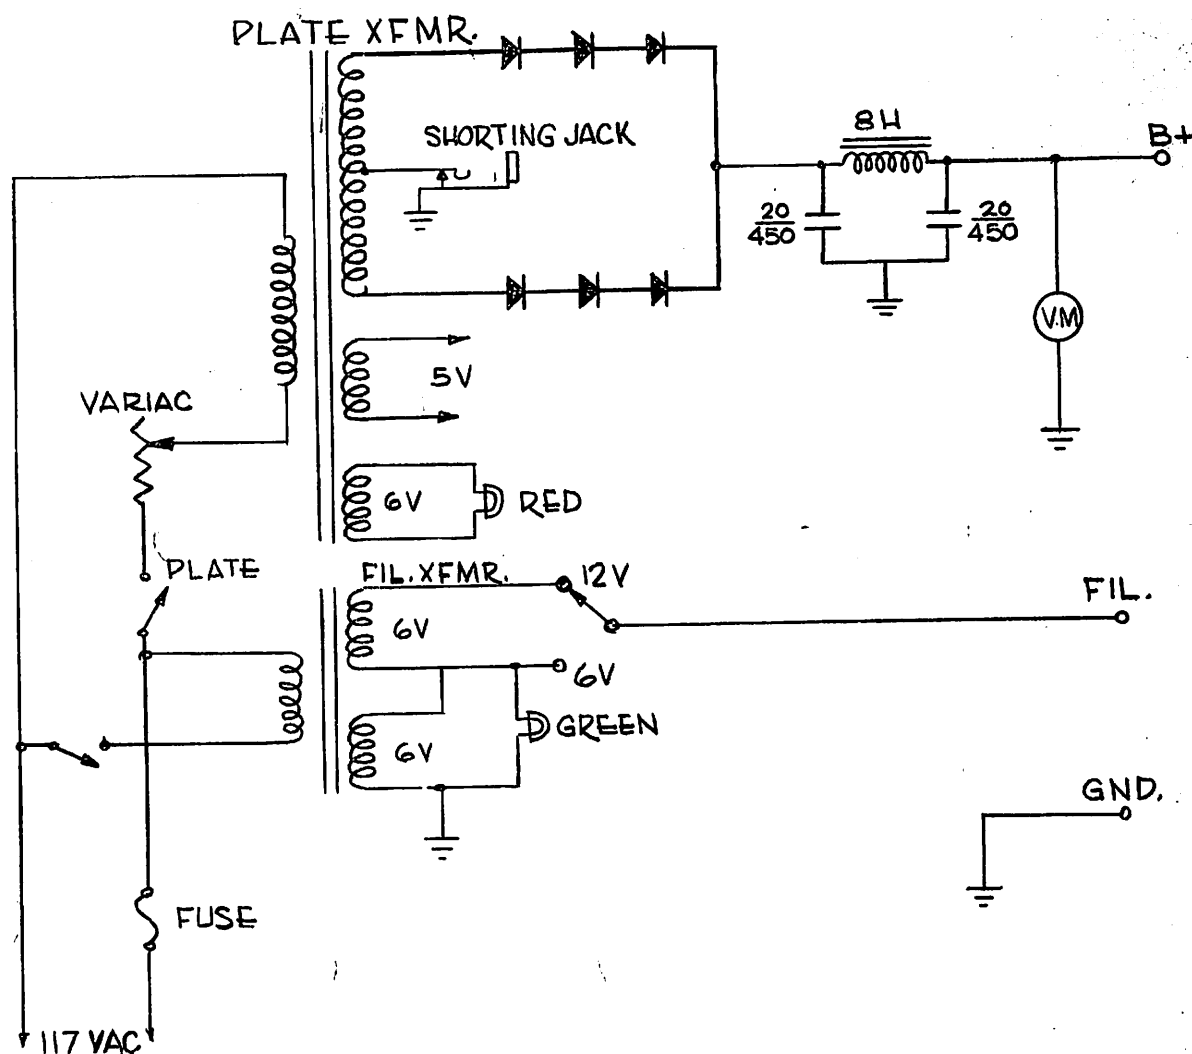 PLATE XFMR.
SHORTING JACK
8H
B+
20
450
20
450
V.M
5V
VARIAC
6V
RED
PLATE
FIL. XFMR.
12V
FIL.
6V
6V
GREEN
6V
GND.
FUSE
117 VAC